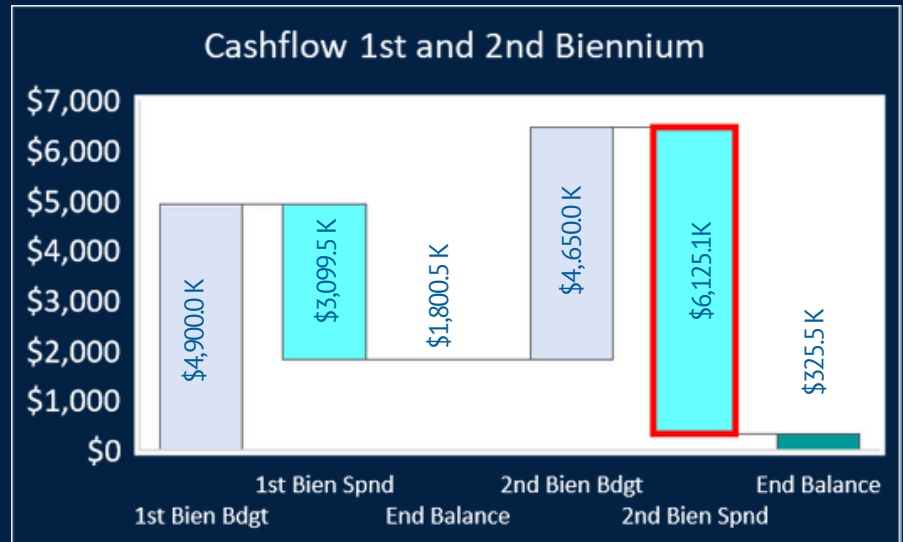 Cashflow 1st and 2nd Biennium
$7,000
$6,000
$5,000
$4,000
$3,000
$2,000
$1,000
$0
$4,900.0 K
$3,099.5 K
$1,800.5 K
$4,.650.0 K
$6,125.1K
$325.5 K
1st Bien Bdgt
1st Bien Spnd
End Balance
2nd Bien Bdgt
2nd Bien Spnd
End Balance